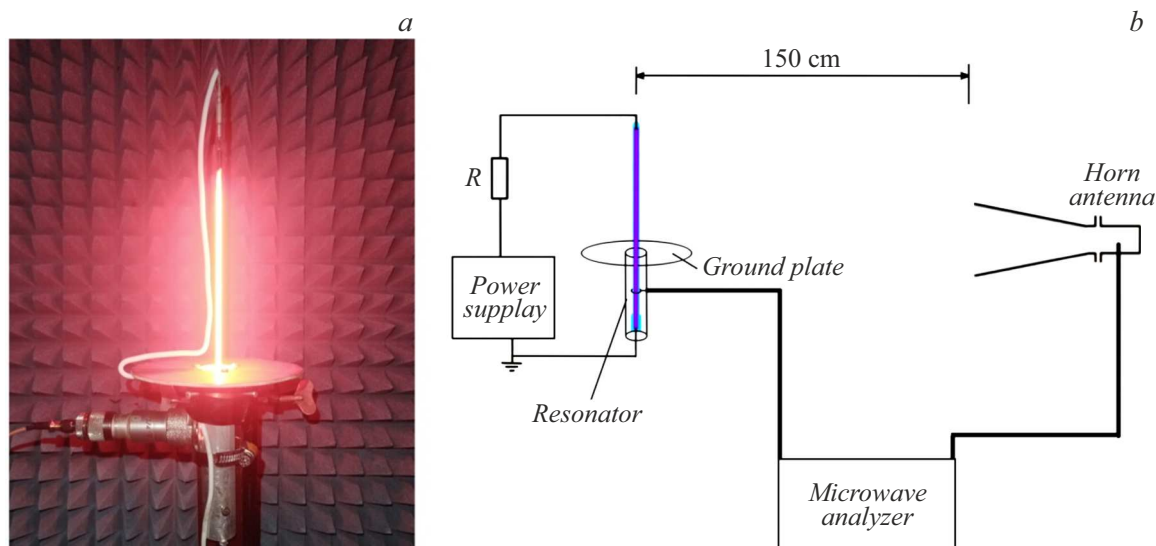 a
b
150 cm
R
Horn
antenna
Ground plate
Power
supplay
Resonator
Microwave
analyzer